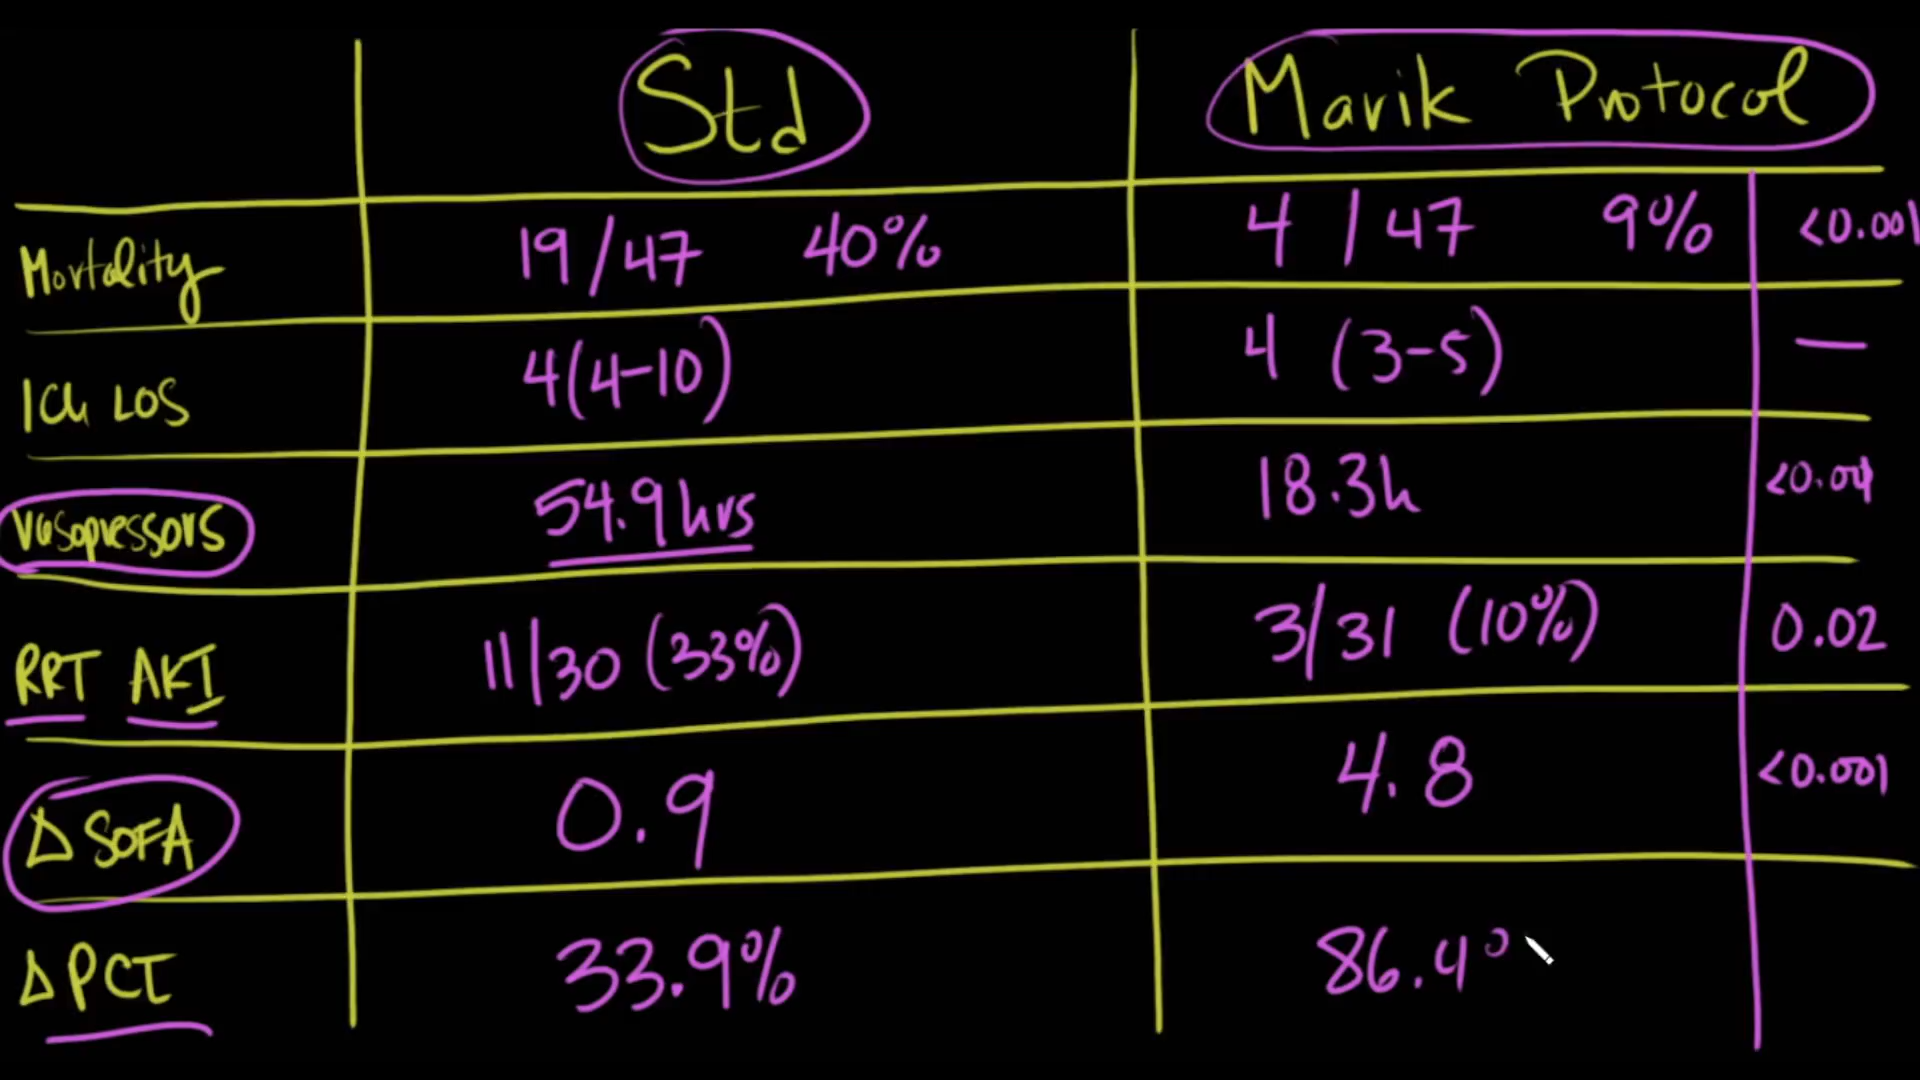 Std Marik Protocol
Mortality 19/47 40% 4/47 9% <0.001
ICU LOS 4(4-10) 4 (3-5) —
Vasopressors 54.9hrs 18.3h <0.001
RRT AKI 11/30 (33%) 3/31 (10%) 0.02
Δ SOFA 0.9 4.8 <0.001
Δ PCT 33.9% 86.4°